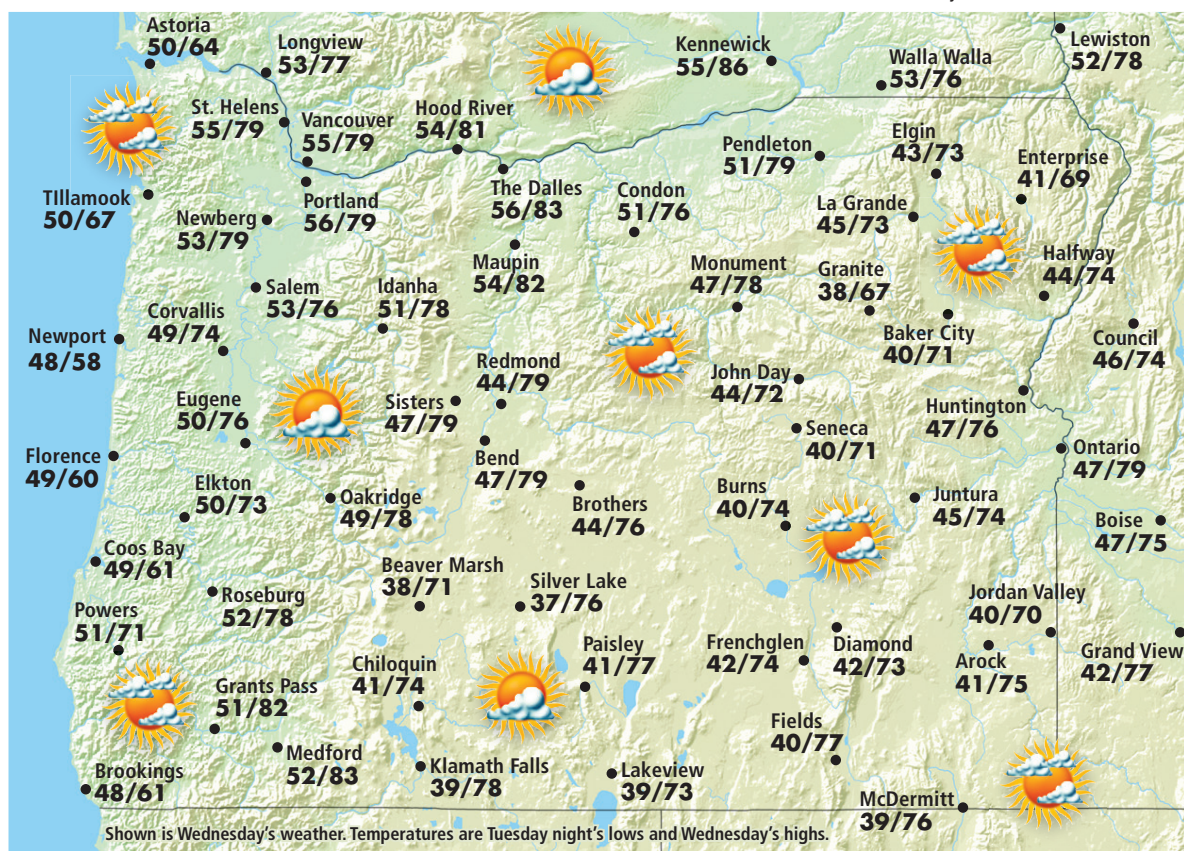 Astoria
50/64
Longview
53/77
Kennewick
55/86
Walla Walla
53/76
Lewiston
52/78
St. Helens
55/79
Vancouver
55/79
Hood River
54/81
Pendleton
51/79
Elgin
43/73
Enterprise
41/69
TIllamook
50/67
Portland
56/79
Newberg
53/79
The Dalles
56/83
Condon
51/76
La Grande
45/73
Maupin
54/82
Monument
47/78
Granite
38/67
Halfway
44/74
Salem
53/76
Idanha
51/78
Corvallis
49/74
Newport
48/58
Baker City
40/71
Council
46/74
Redmond
44/79
John Day
44/72
Eugene
50/76
Sisters
47/79
Huntington
47/76
Seneca
40/71
Ontario
47/79
Florence
49/60
Bend
47/79
Elkton
50/73
Oakridge
49/78
Brothers
44/76
Burns
40/74
Juntura
45/74
Boise
47/75
Coos Bay
49/61
Beaver Marsh
38/71
Silver Lake
37/76
Roseburg
52/78
Jordan Valley
40/70
Powers
51/71
Paisley
41/77
Frenchglen
42/74
Diamond
42/73
Arock
41/75
Grand View
42/77
Chiloquin
41/74
Grants Pass
51/82
Fields
40/77
Medford
52/83
Klamath Falls
39/78
Lakeview
39/73
Brookings
48/61
McDermitt
39/76
Shown is Wednesday's weather. Temperatures are Tuesday night's lows and Wednesday's highs.